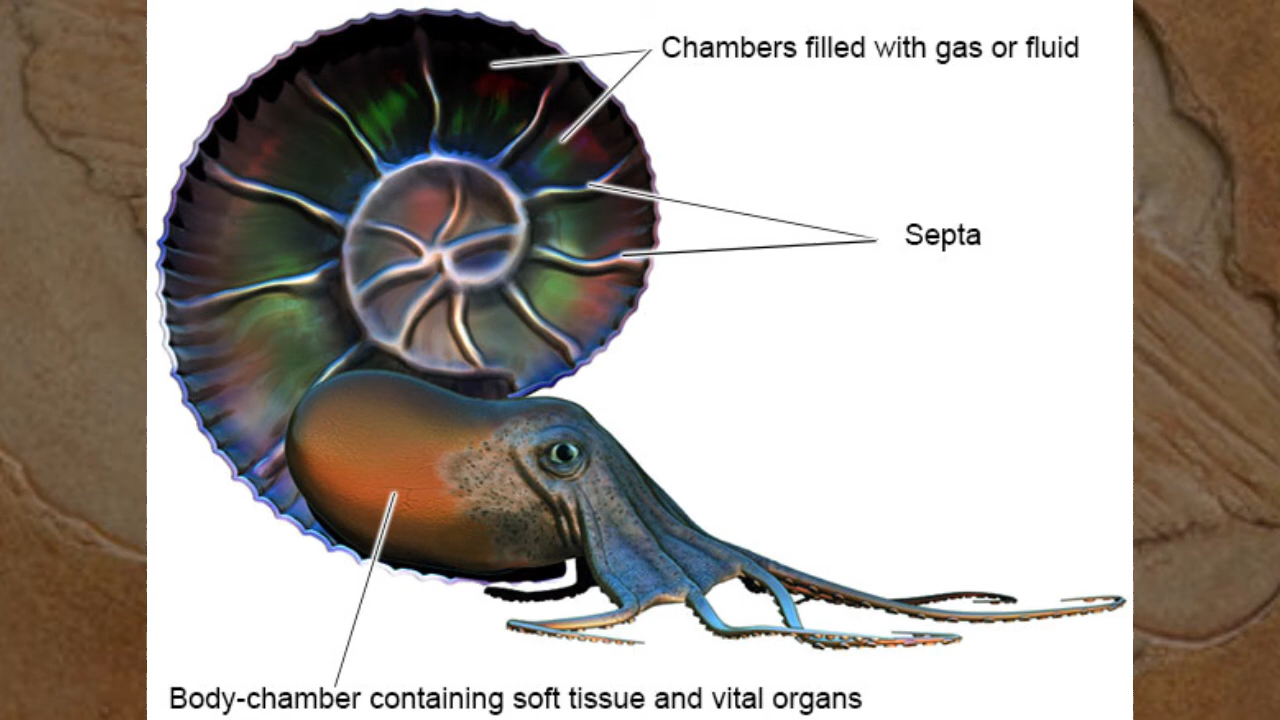 Chambers filled with gas or fluid
Septa
Body-chamber containing soft tissue and vital organs